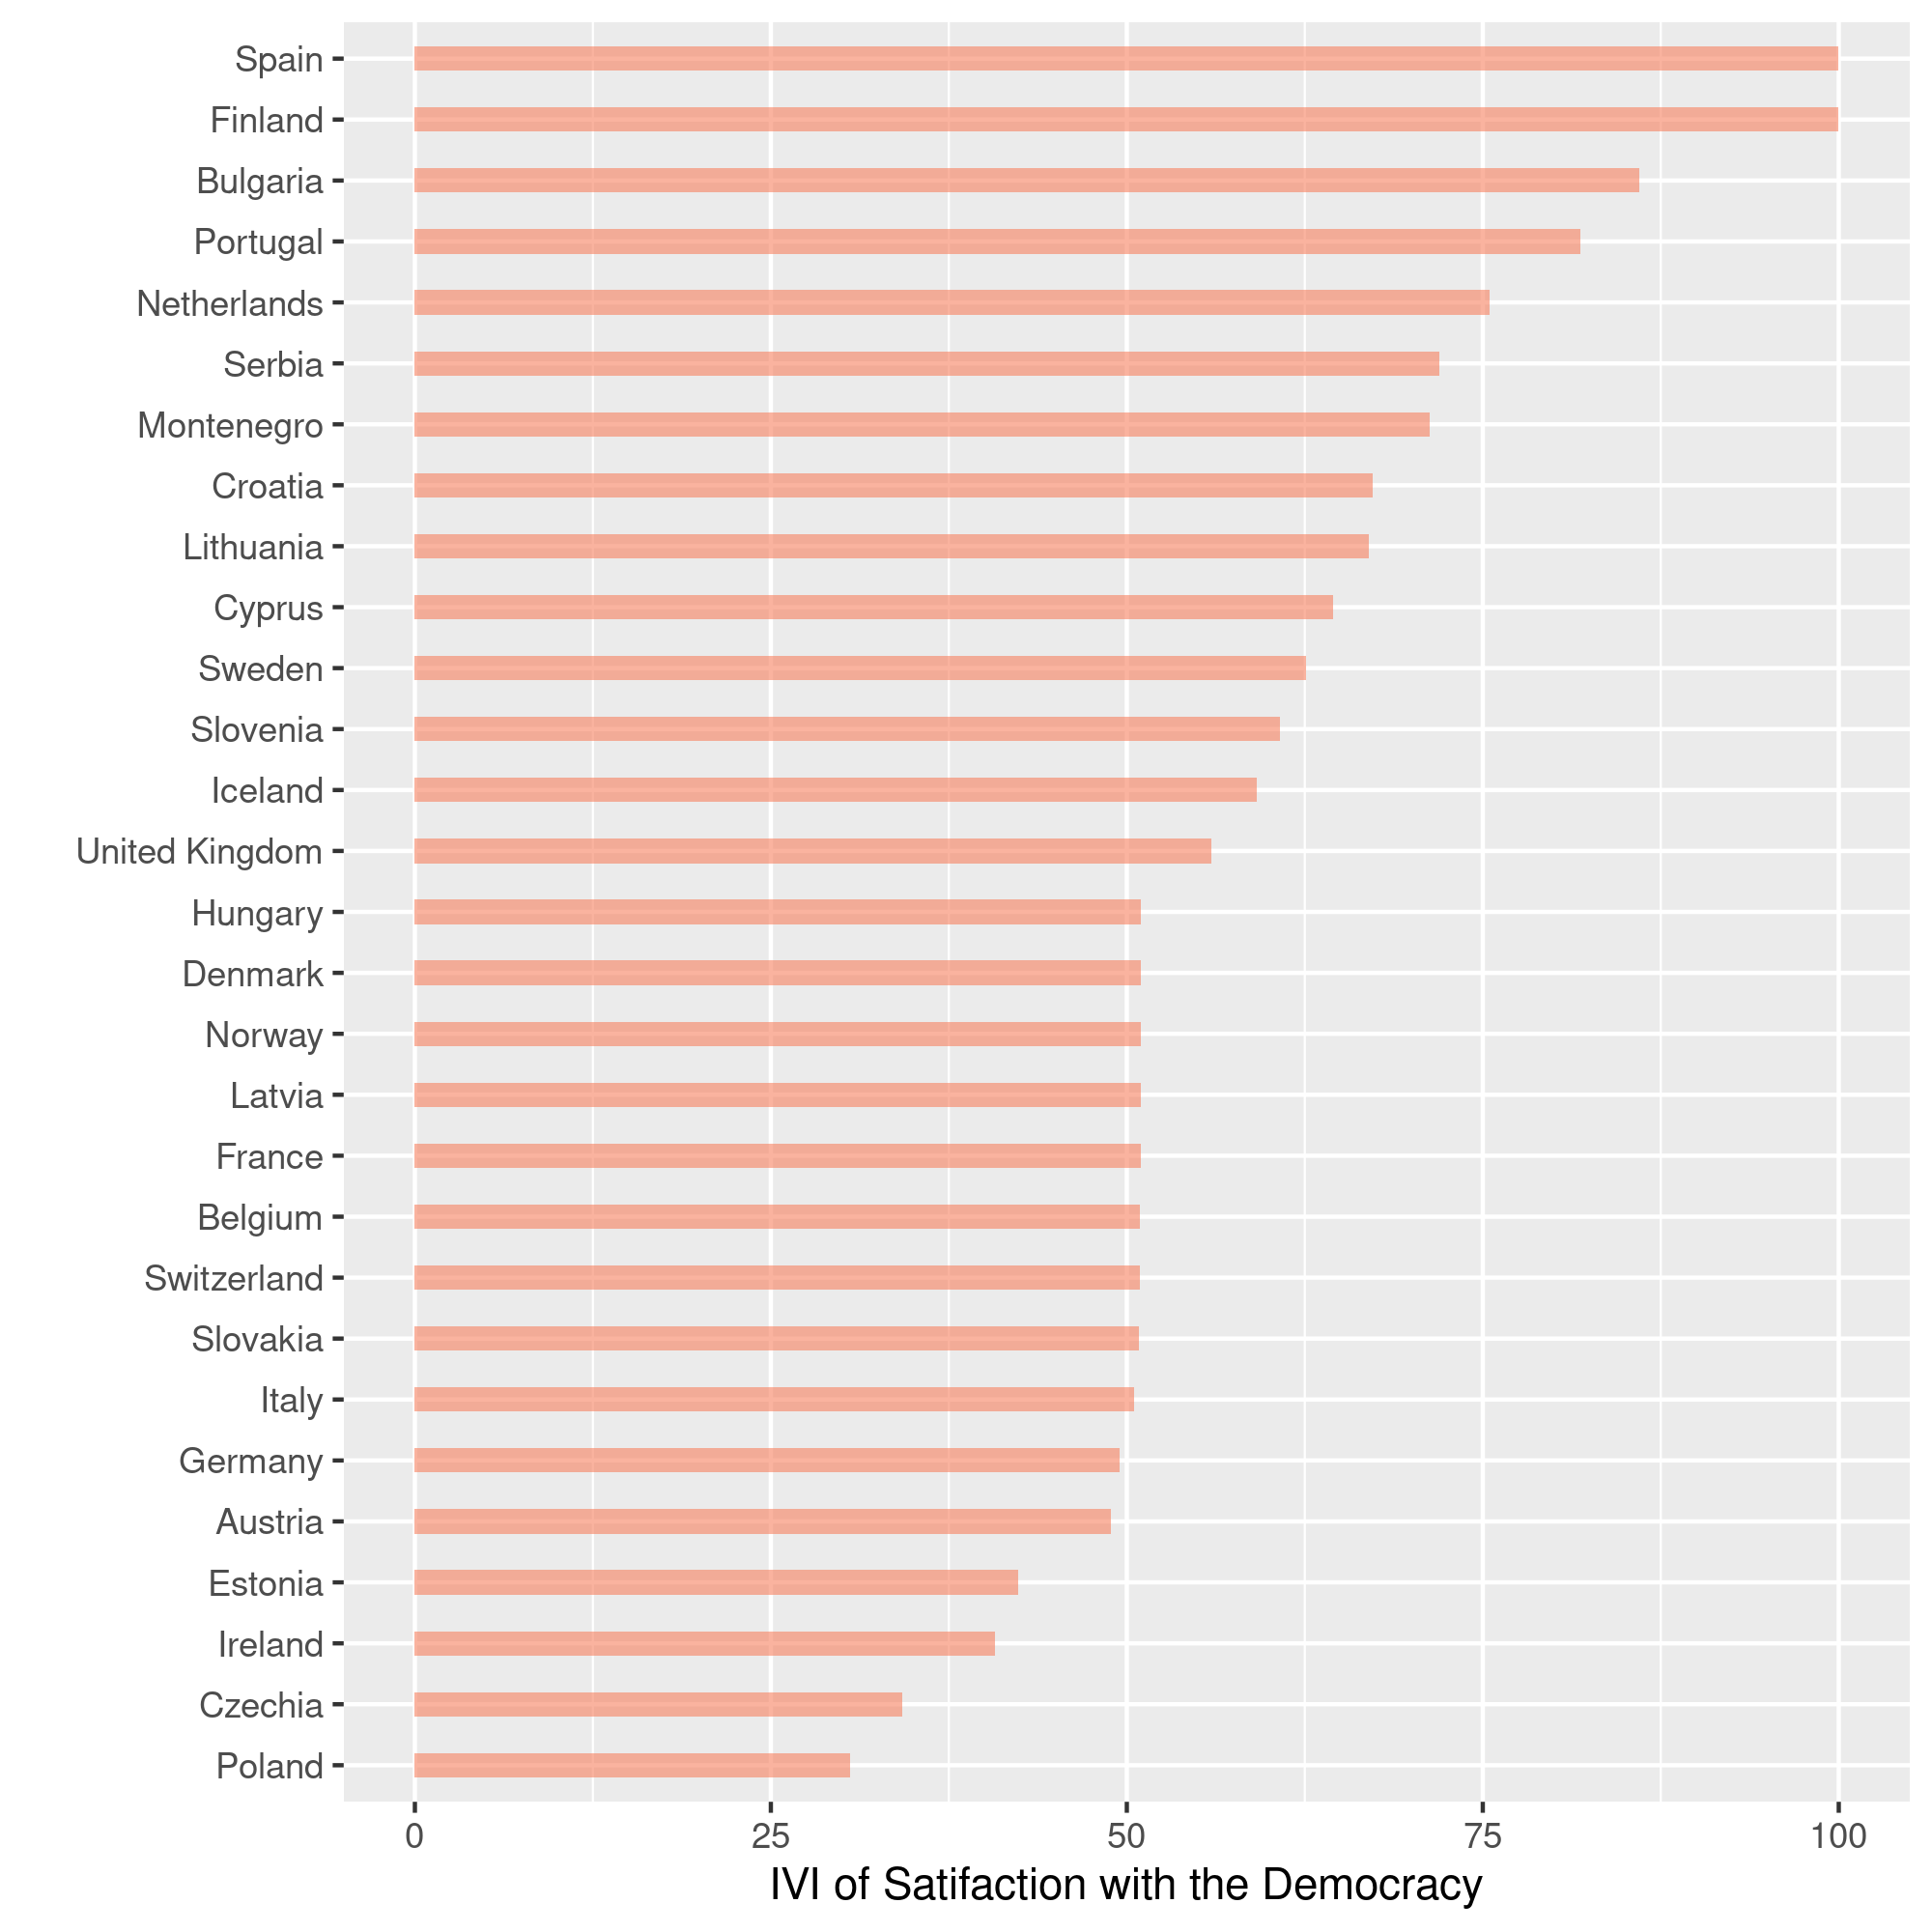 Spain
Finland
Bulgaria
Portugal
Netherlands
Serbia
Montenegro
Croatia
Lithuania
Cyprus
Sweden
Slovenia
Iceland
United Kingdom
Hungary
Denmark
Norway
Latvia
France
Belgium
Switzerland
Slovakia
Italy
Germany
Austria
Estonia
Ireland
Czechia
Poland
0 25 50 75 100
IVI of Satifaction with the Democracy